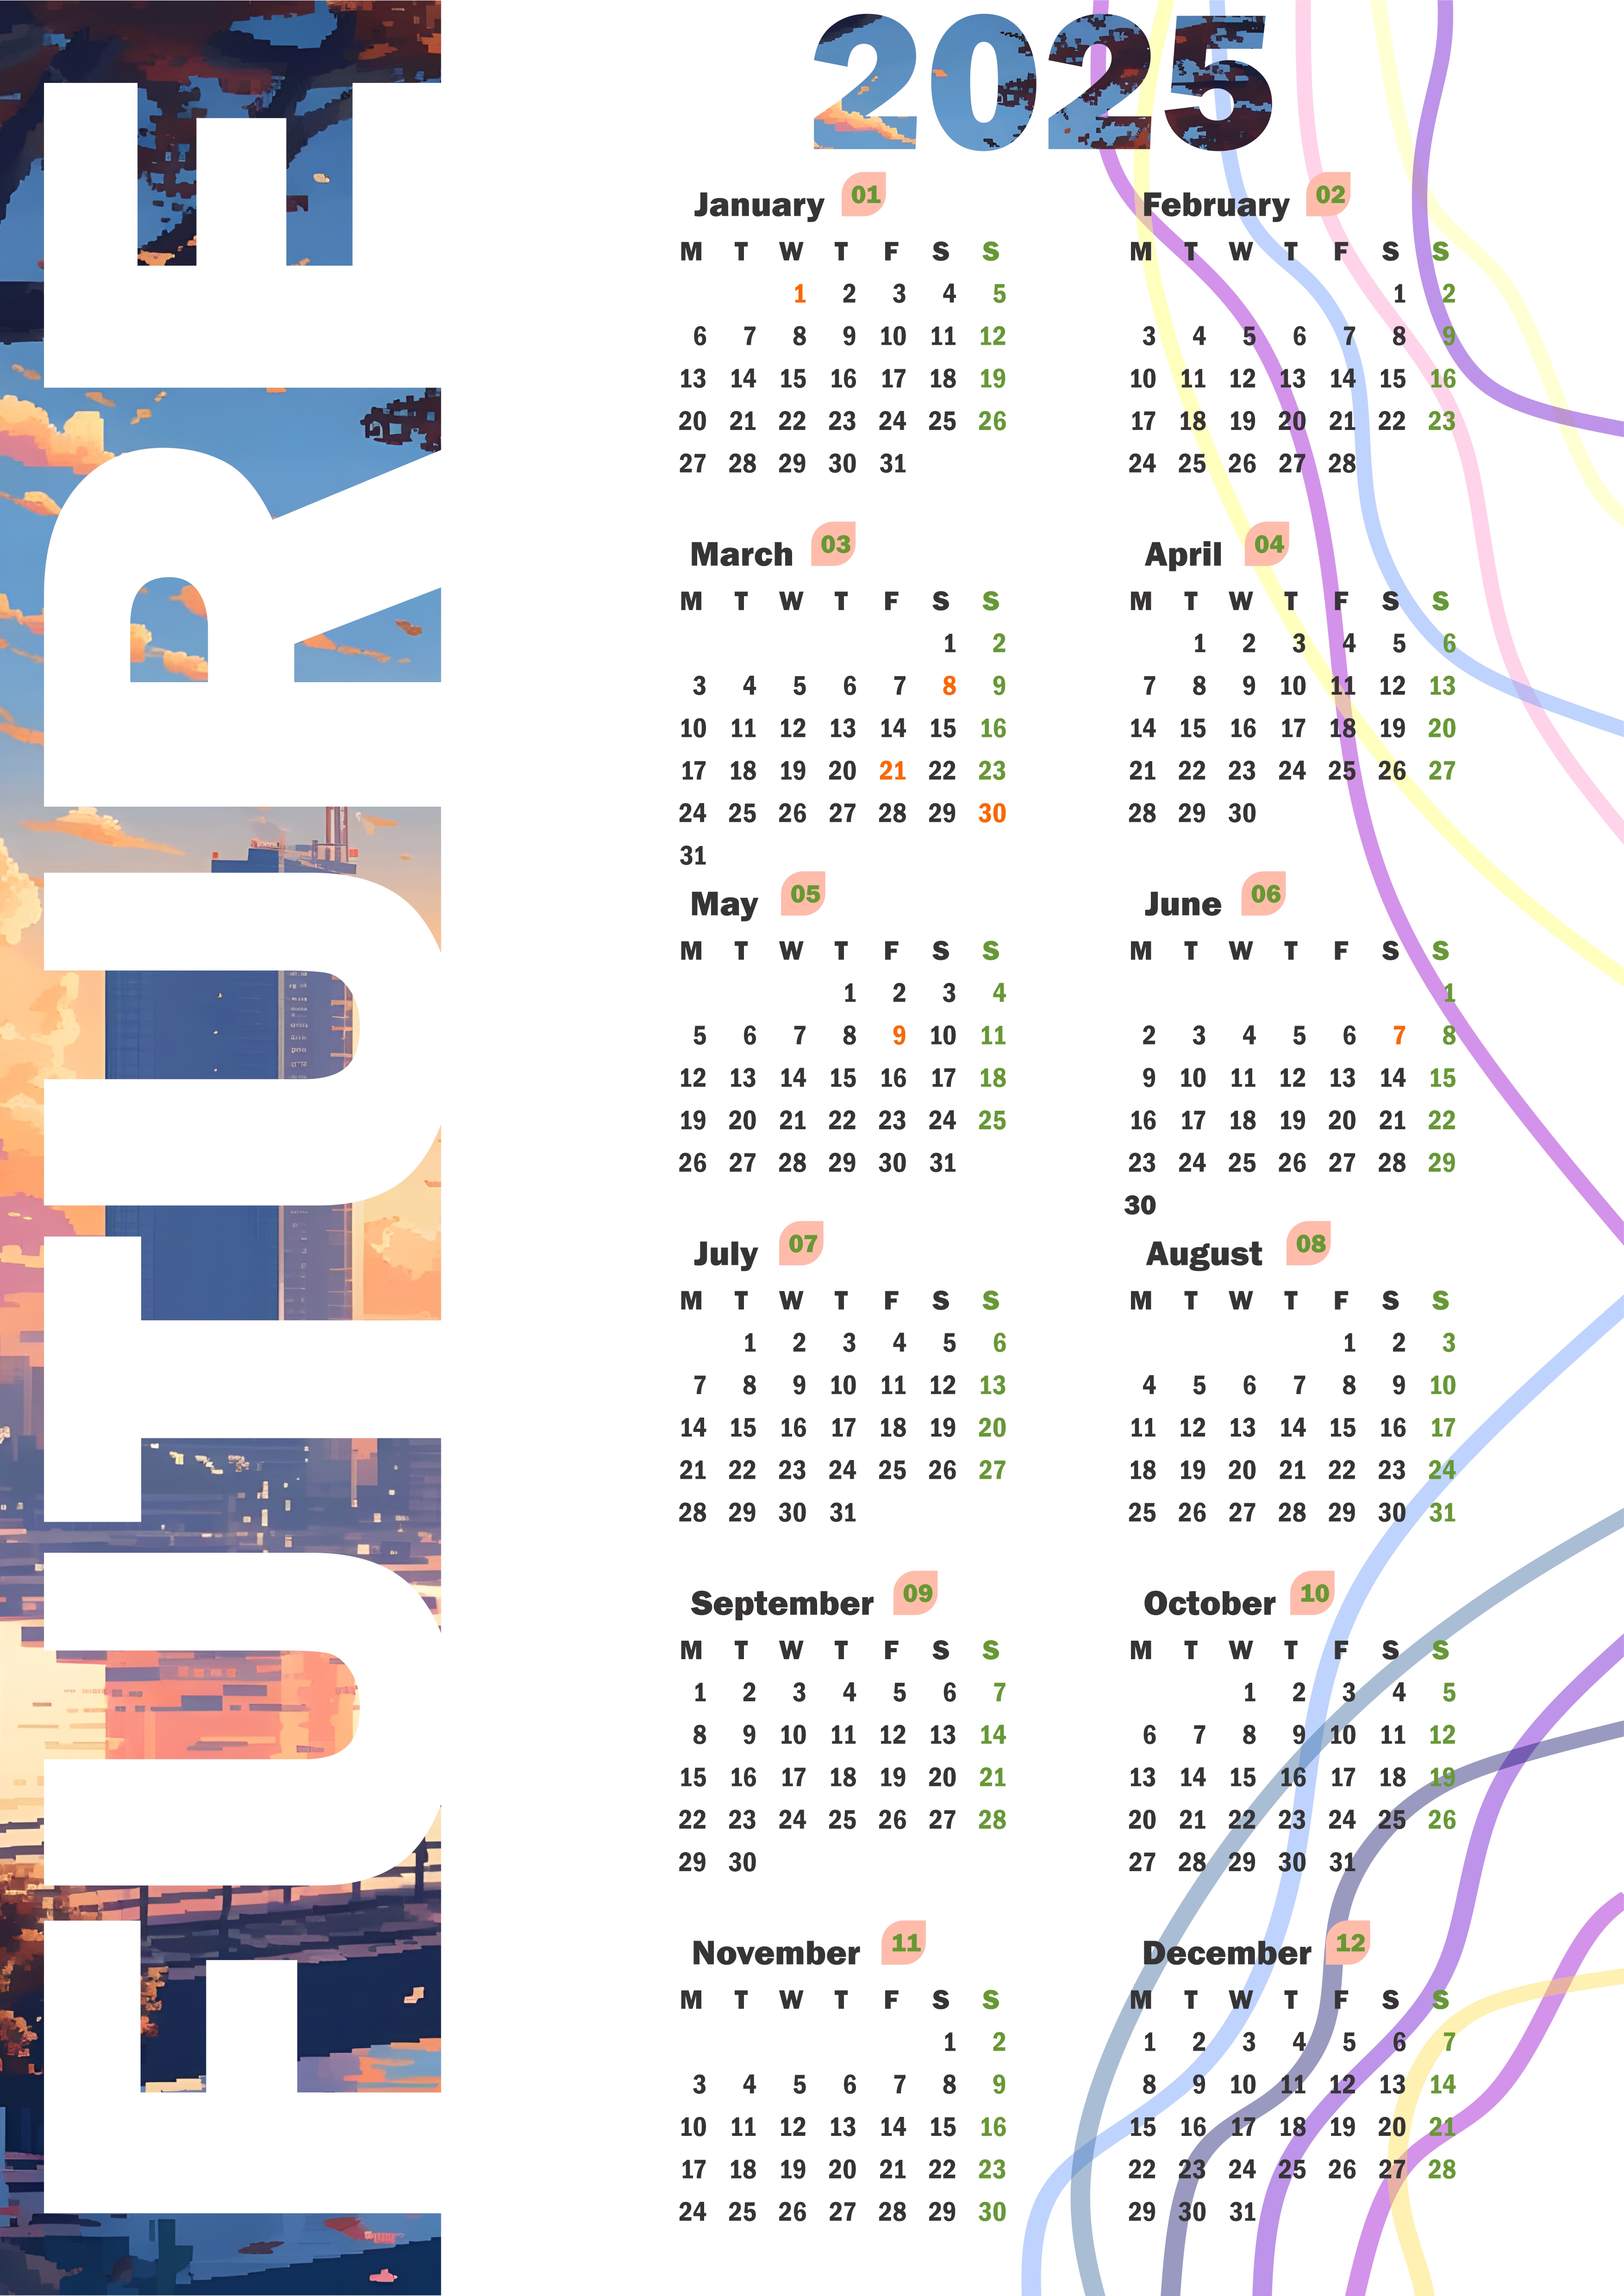 FUTURE
2025
January 01
M T W T F S S
1 2 3 4 5
6 7 8 9 10 11 12
13 14 15 16 17 18 19
20 21 22 23 24 25 26
27 28 29 30 31
February 02
M T W T F S S
1 2
3 4 5 6 7 8 9
10 11 12 13 14 15 16
17 18 19 20 21 22 23
24 25 26 27 28
March 03
M T W T F S S
1 2
3 4 5 6 7 8 9
10 11 12 13 14 15 16
17 18 19 20 21 22 23
24 25 26 27 28 29 30
31
April 04
M T W T F S S
1 2 3 4 5 6
7 8 9 10 11 12 13
14 15 16 17 18 19 20
21 22 23 24 25 26 27
28 29 30
May 05
M T W T F S S
1 2 3 4
5 6 7 8 9 10 11
12 13 14 15 16 17 18
19 20 21 22 23 24 25
26 27 28 29 30 31
June 06
M T W T F S S
1
2 3 4 5 6 7 8
9 10 11 12 13 14 15
16 17 18 19 20 21 22
23 24 25 26 27 28 29
30
July 07
M T W T F S S
1 2 3 4 5 6
7 8 9 10 11 12 13
14 15 16 17 18 19 20
21 22 23 24 25 26 27
28 29 30 31
August 08
M T W T F S S
1 2 3
4 5 6 7 8 9 10
11 12 13 14 15 16 17
18 19 20 21 22 23 24
25 26 27 28 29 30 31
September 09
M T W T F S S
1 2 3 4 5 6 7
8 9 10 11 12 13 14
15 16 17 18 19 20 21
22 23 24 25 26 27 28
29 30
October 10
M T W T F S S
1 2 3 4 5
6 7 8 9 10 11 12
13 14 15 16 17 18 19
20 21 22 23 24 25 26
27 28 29 30 31
November 11
M T W T F S S
1 2
3 4 5 6 7 8 9
10 11 12 13 14 15 16
17 18 19 20 21 22 23
24 25 26 27 28 29 30
December 12
M T W T F S S
1 2 3 4 5 6 7
8 9 10 11 12 13 14
15 16 17 18 19 20 21
22 23 24 25 26 27 28
29 30 31